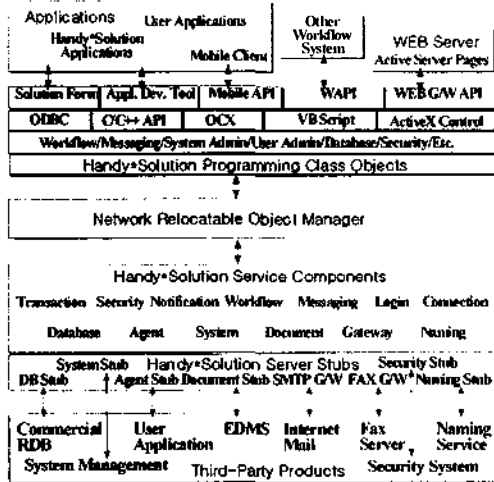 Applications
User Applications
Handy*Solution
Applications
Mobile Client
Other
Workflow
System
WEB Server
Active Server Pages
Solution Form Appl. Dev. Tool Mobile API WAPI WEB G/W API
ODBC C/C++ API OCX VBScript ActiveX Control
Workflow/Messaging/System Admin/User Admin/Database/Security/Etc.
Handy*Solution Programming Class Objects
Network Relocatable Object Manager
Handy*Solution Service Components
Transaction Security Notification Workflow Messaging Login Connection
Database Agent System Document Gateway Naming
System Stub Handy*Solution Server Stubs Security Stub
DB Stub Agent Stub Document Stub SMTP G/W FAX G/W Naming Stub
Commercial RDB
User Application
EDMS
Internet Mail
Fax Server
Naming Service
System Management
Third-Party Products
Security System